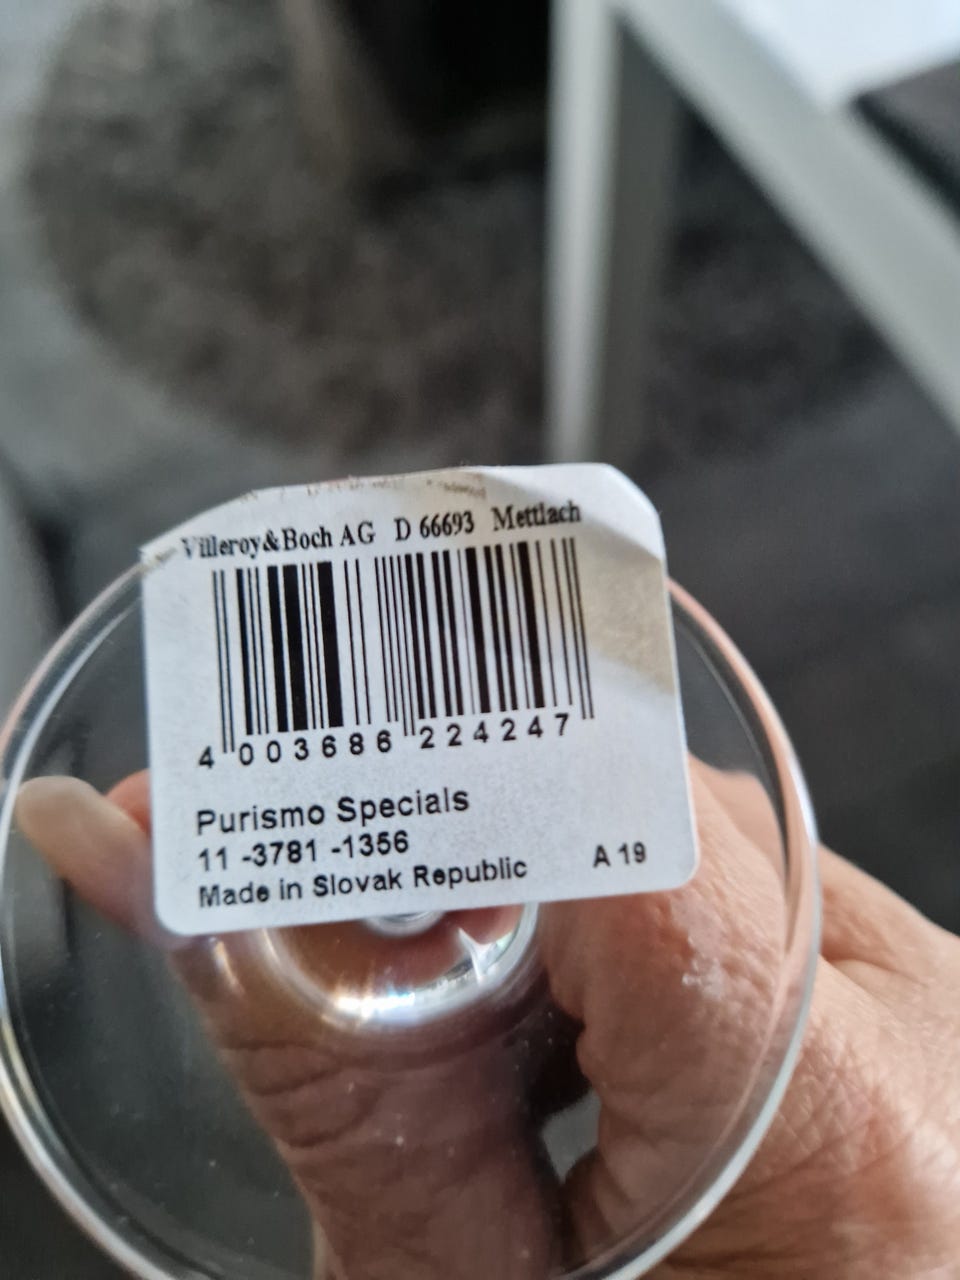 Villeroy&Boch AG D 66693 Mettlach
4 003686 224247
Purismo Specials
11 -3781 -1356
Made in Slovak Republic A 19